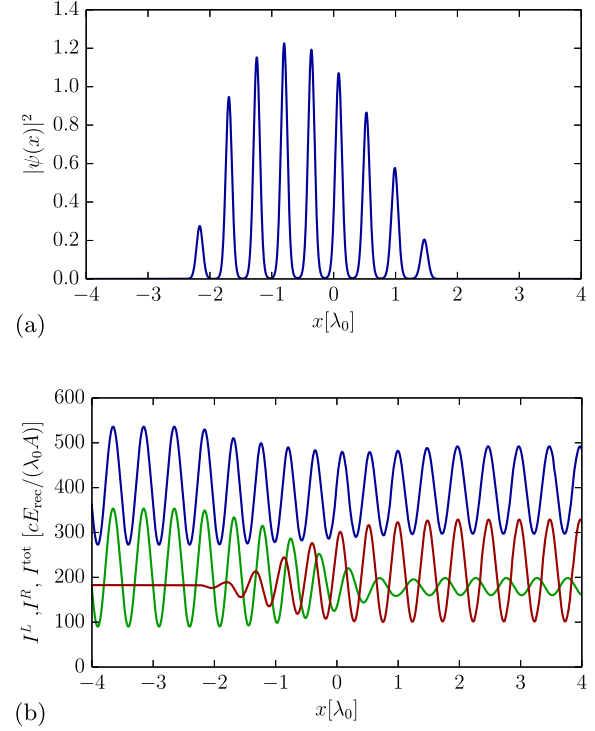 1.4
1.2
1.0
0.8
0.6
0.4
0.2
0.0
|ψ(x)|²
−4 −3 −2 −1 0 1 2 3 4
x[λ₀]
(a)
600
500
400
300
200
100
0
I^L ,I^R, I^tot [cE_rec/(λ₀A)]
−4 −3 −2 −1 0 1 2 3 4
x[λ₀]
(b)